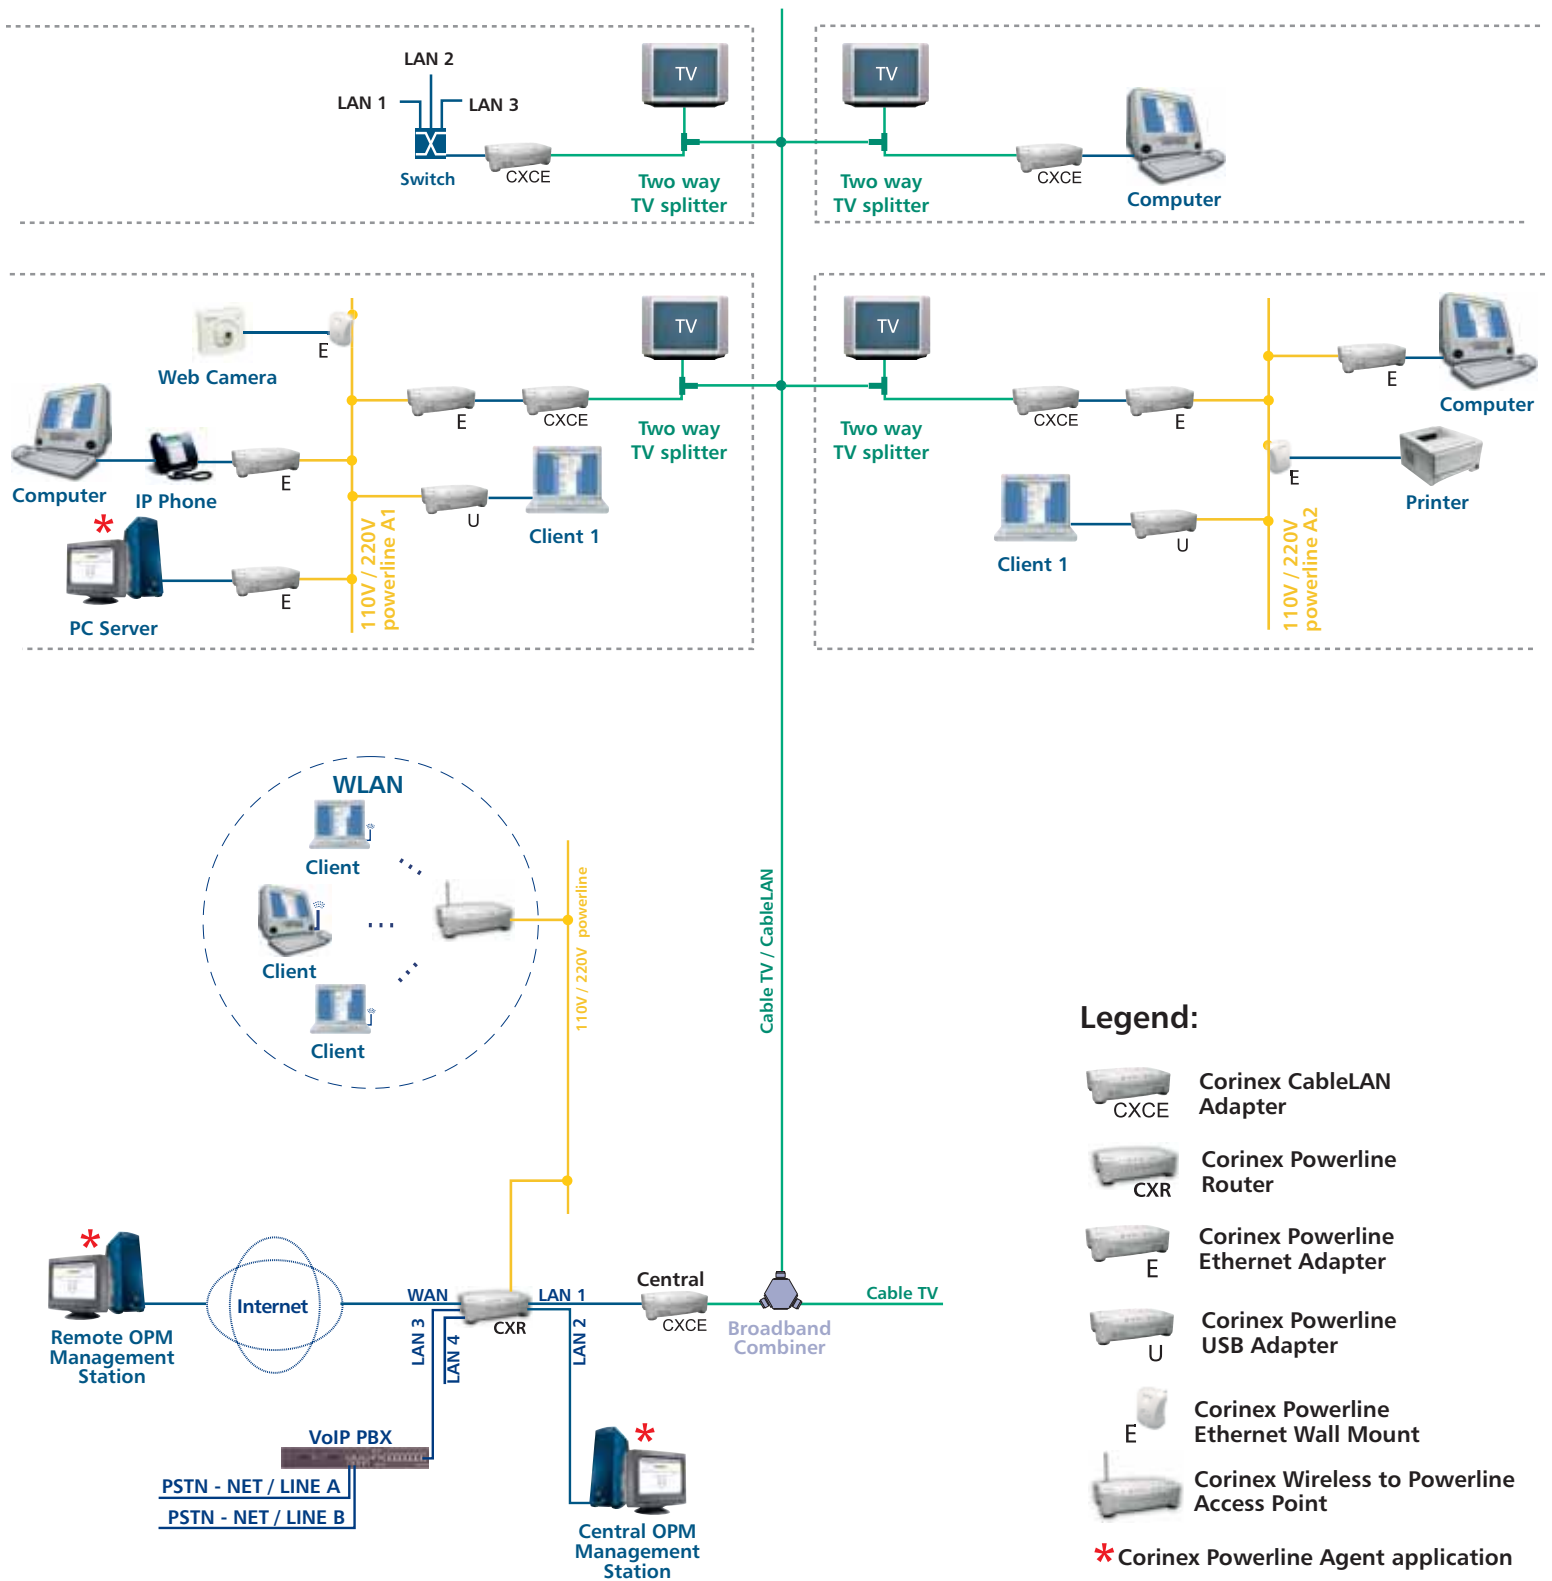 LAN 2
LAN 1
LAN 3
Switch
CXCE
TV
Two way
TV splitter
TV
Two way
TV splitter
CXCE
Computer
Web Camera
E
Computer
IP Phone
E
*
PC Server
E
110V / 220V
powerline A1
E
CXCE
U
Client 1
TV
Two way
TV splitter
TV
Two way
TV splitter
CXCE
E
Client 1
U
110V / 220V
powerline A2
E
Computer
E
Printer
WLAN
Client
Client
Client
110V / 220V powerline
Cable TV / CableLAN
*
Remote OPM
Management
Station
Internet
WAN
LAN 3
LAN 4
CXR
LAN 1
LAN 2
Central
CXCE
Broadband
Combiner
Cable TV
VoIP PBX
PSTN - NET / LINE A
PSTN - NET / LINE B
*
Central OPM
Management
Station
Legend:
CXCE
Corinex CableLAN
Adapter
CXR
Corinex Powerline
Router
E
Corinex Powerline
Ethernet Adapter
U
Corinex Powerline
USB Adapter
E
Corinex Powerline
Ethernet Wall Mount
Corinex Wireless to Powerline
Access Point
* Corinex Powerline Agent application